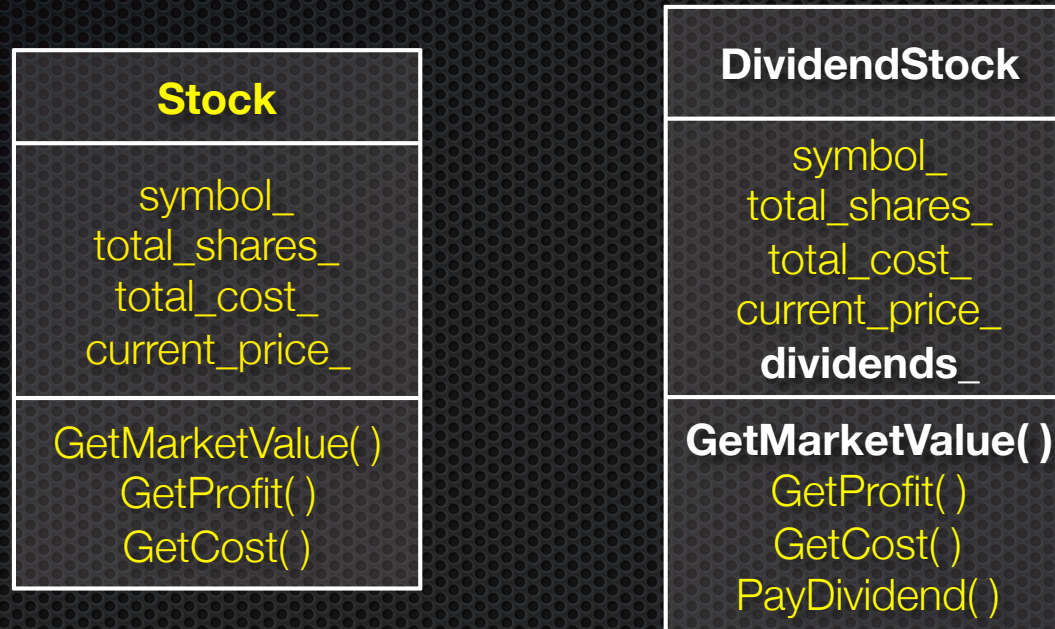 Stock
symbol_
total_shares_
total_cost_
current_price_
GetMarketValue( )
GetProfit( )
GetCost( )
DividendStock
symbol_
total_shares_
total_cost_
current_price_
dividends_
GetMarketValue( )
GetProfit( )
GetCost( )
PayDividend( )